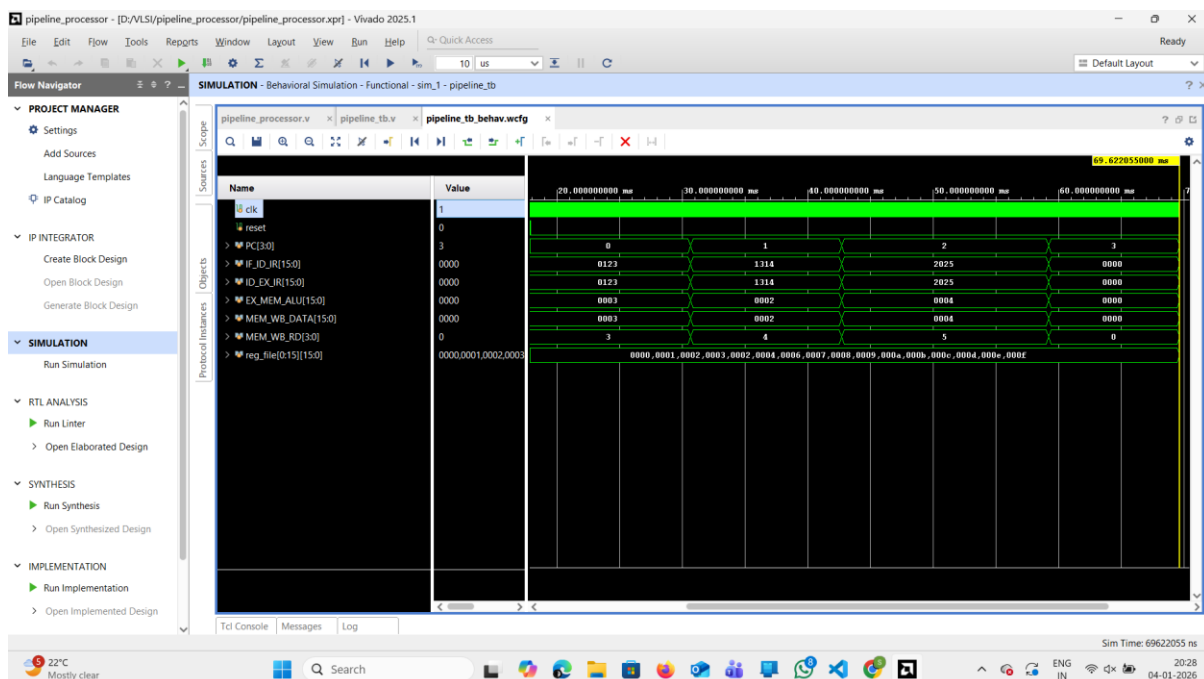 pipeline_processor - [D:/VLSI/pipeline_processor/pipeline_processor.xpr] - Vivado 2025.1
File Edit Flow Tools Reports Window Layout View Run Help Quick Access
Ready
10 us
Default Layout
Flow Navigator
SIMULATION - Behavioral Simulation - Functional - sim_1 - pipeline_tb
PROJECT MANAGER
Settings
Add Sources
Language Templates
IP Catalog
IP INTEGRATOR
Create Block Design
Open Block Design
Generate Block Design
SIMULATION
Run Simulation
RTL ANALYSIS
Run Linter
Open Elaborated Design
SYNTHESIS
Run Synthesis
Open Synthesized Design
IMPLEMENTATION
Run Implementation
Open Implemented Design
Scope
Sources
Objects
Protocol Instances
pipeline_processor.v pipeline_tb.v pipeline_tb_behav.wcfg
69.622055000 ms
Name Value 20.000000000 ms 30.000000000 ms 40.000000000 ms 50.000000000 ms 60.000000000 ms 7
clk 1
reset 0
PC[3:0] 3 0 1 2 3
IF_ID_IR[15:0] 0000 0123 1314 2025 0000
ID_EX_IR[15:0] 0000 0123 1314 2025 0000
EX_MEM_ALU[15:0] 0000 0003 0002 0004 0000
MEM_WB_DATA[15:0] 0000 0003 0002 0004 0000
MEM_WB_RD[3:0] 0 3 4 5 0
reg_file[0:15][15:0] 0000,0001,0002,0003 0000,0001,0002,0003,0002,0004,0006,0007,0008,0009,000a,000b,000c,000d,000e,000f
Tcl Console Messages Log
Sim Time: 69622055 ns
5
22°C
Mostly clear
Search
8
ENG
IN
20:28
04-01-2026